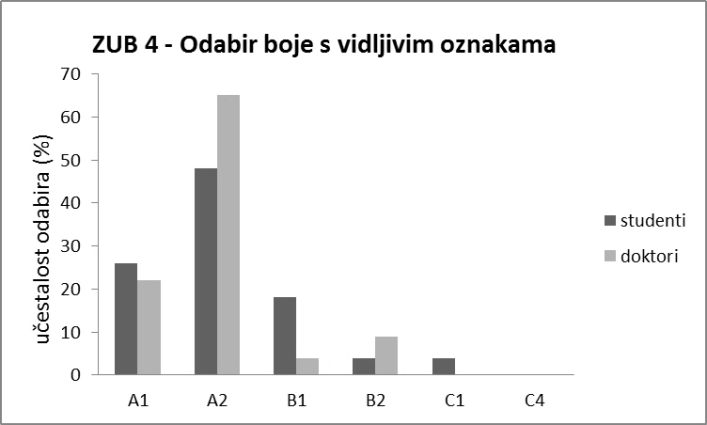 ZUB 4 - Odabir boje s vidljivim oznakama
učestalost odabira (%)
70
60
50
40
30
20
10
0
A1 A2 B1 B2 C1 C4
studenti
doktori